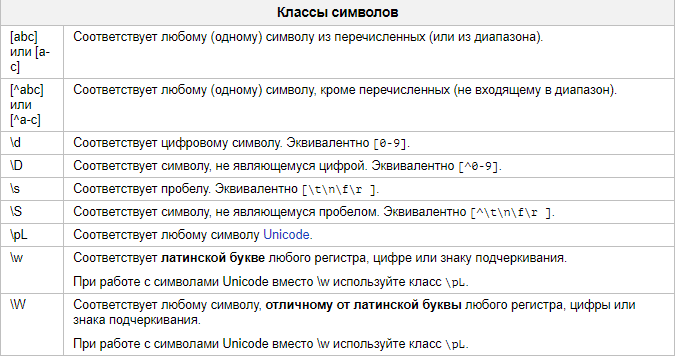 Классы символов
[abc]
или [a-
c]
Соответствует любому (одному) символу из перечисленных (или из диапазона).
[^abc]
или
[^a-c]
Соответствует любому (одному) символу, кроме перечисленных (не входящему в диапазон).
\d
Соответствует цифровому символу. Эквивалентно [0-9].
\D
Соответствует символу, не являющемуся цифрой. Эквивалентно [^0-9].
\s
Соответствует пробелу. Эквивалентно [\t\n\f\r ].
\S
Соответствует символу, не являющемуся пробелом. Эквивалентно [^\t\n\f\r ].
\pL
Соответствует любому символу Unicode.
\w
Соответствует латинской букве любого регистра, цифре или знаку подчеркивания.
При работе с символами Unicode вместо \w используйте класс \pL.
\W
Соответствует любому символу, отличному от латинской буквы любого регистра, цифры или
знака подчеркивания.
При работе с символами Unicode вместо \w используйте класс \pL.